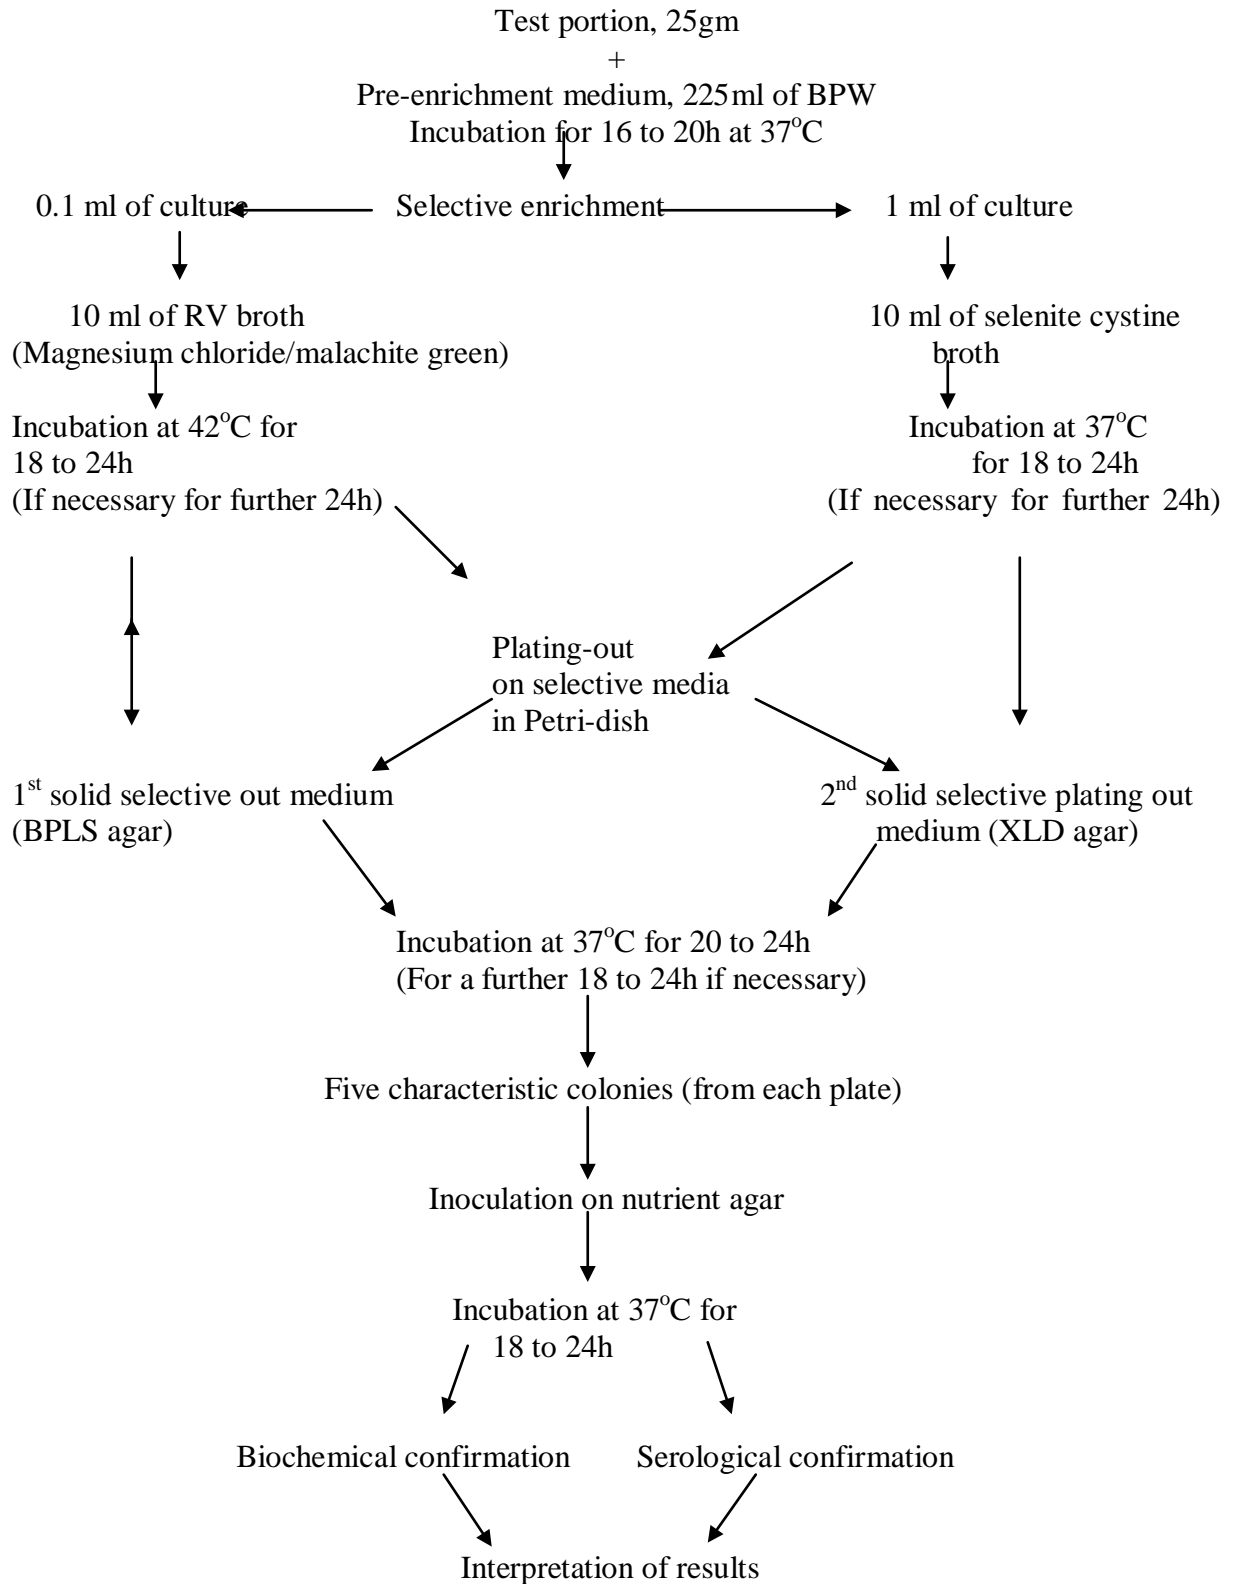 Test portion, 25gm
+
Pre-enrichment medium, 225ml of BPW
Incubation for 16 to 20h at 37°C
0.1 ml of culture
Selective enrichment
1 ml of culture
10 ml of RV broth
(Magnesium chloride/malachite green)
10 ml of selenite cystine
broth
Incubation at 42°C for
18 to 24h
(If necessary for further 24h)
Incubation at 37°C
for 18 to 24h
(If necessary for further 24h)
Plating-out
on selective media
in Petri-dish
1st solid selective out medium
(BPLS agar)
2nd solid selective plating out
medium (XLD agar)
Incubation at 37°C for 20 to 24h
(For a further 18 to 24h if necessary)
Five characteristic colonies (from each plate)
Inoculation on nutrient agar
Incubation at 37°C for
18 to 24h
Biochemical confirmation
Serological confirmation
Interpretation of results